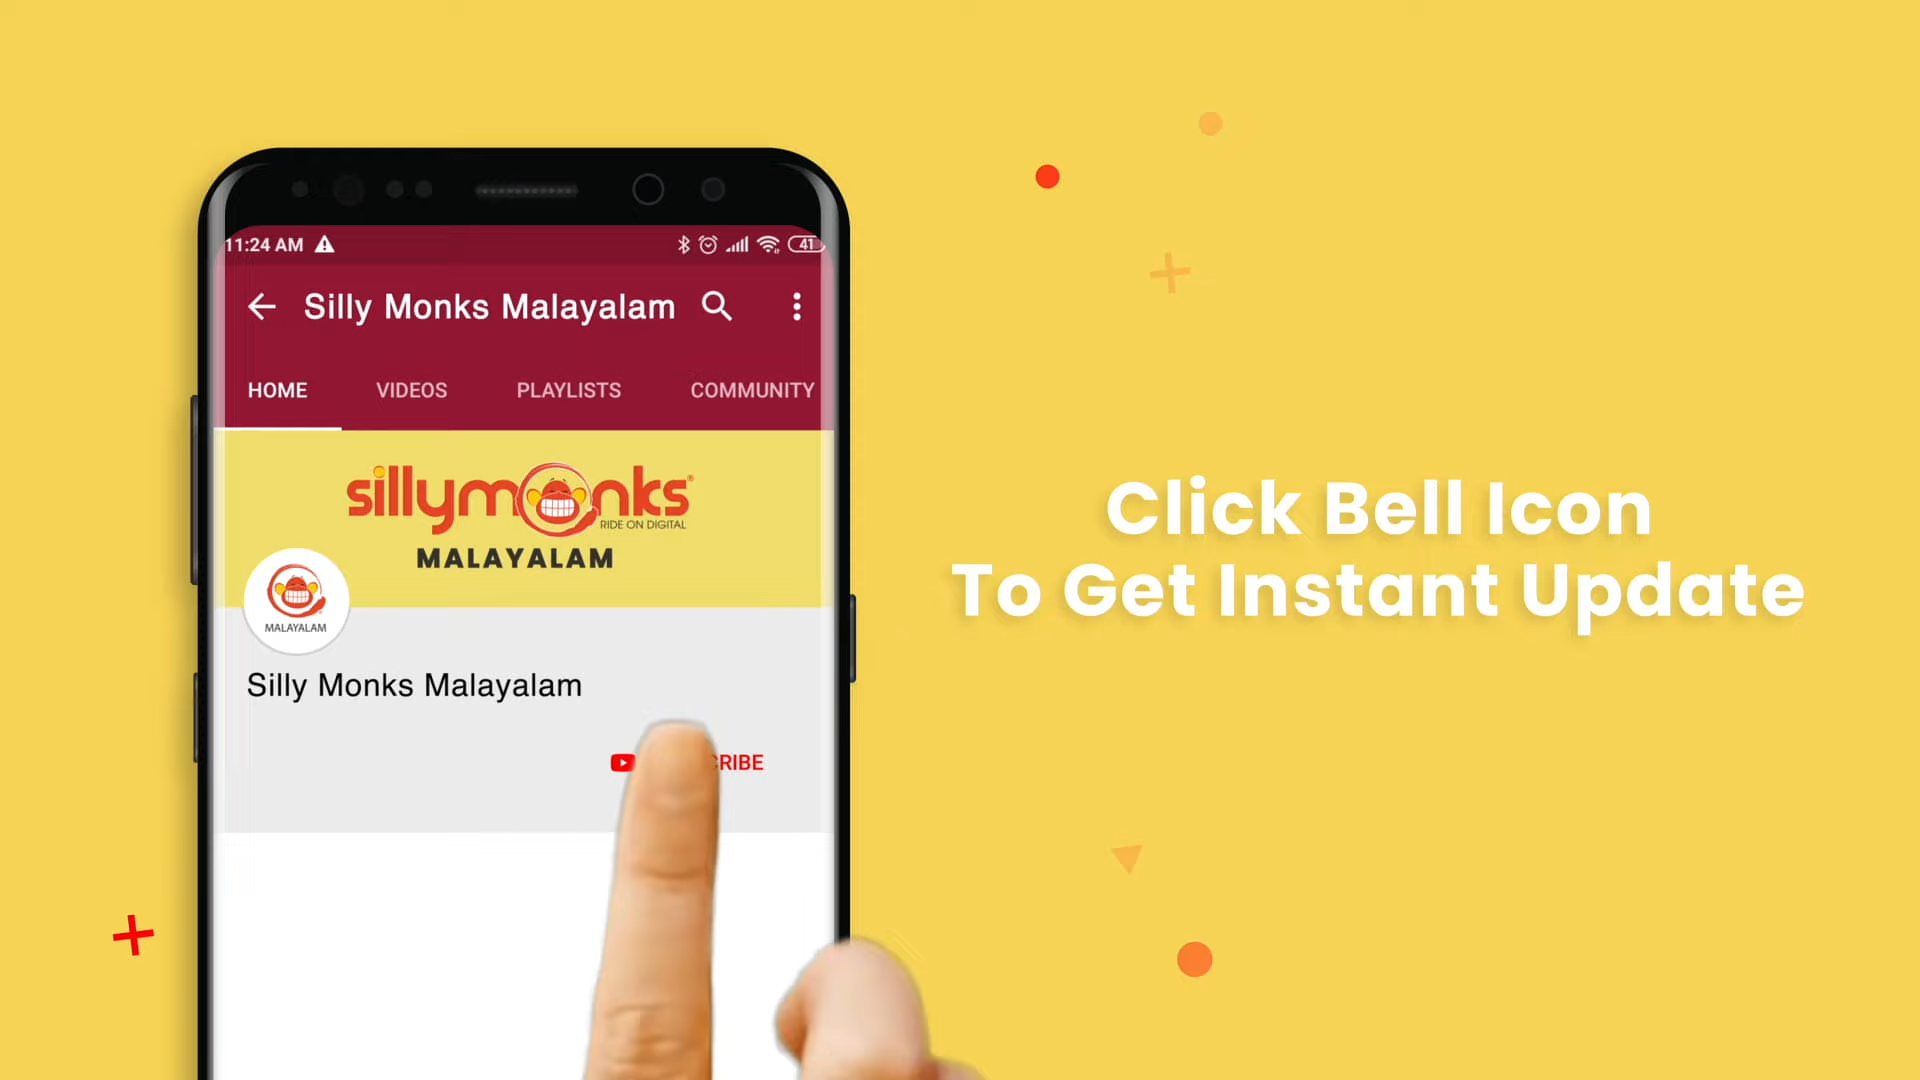 11:24 AM
41
Silly Monks Malayalam
HOME VIDEOS PLAYLISTS COMMUNITY
sillymonks®
RIDE ON DIGITAL
MALAYALAM
MALAYALAM
Silly Monks Malayalam
Click Bell Icon
To Get Instant Update